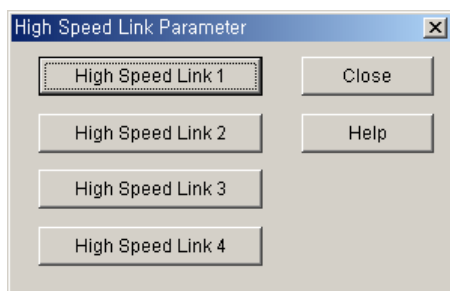 High Speed Link Parameter
High Speed Link 1
Close
High Speed Link 2
Help
High Speed Link 3
High Speed Link 4